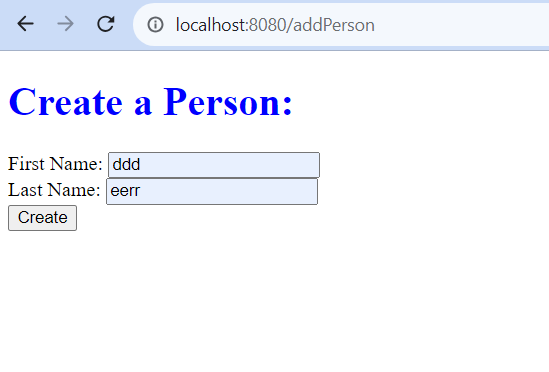 localhost:8080/addPerson
Create a Person:
First Name: ddd
Last Name: eerr
Create